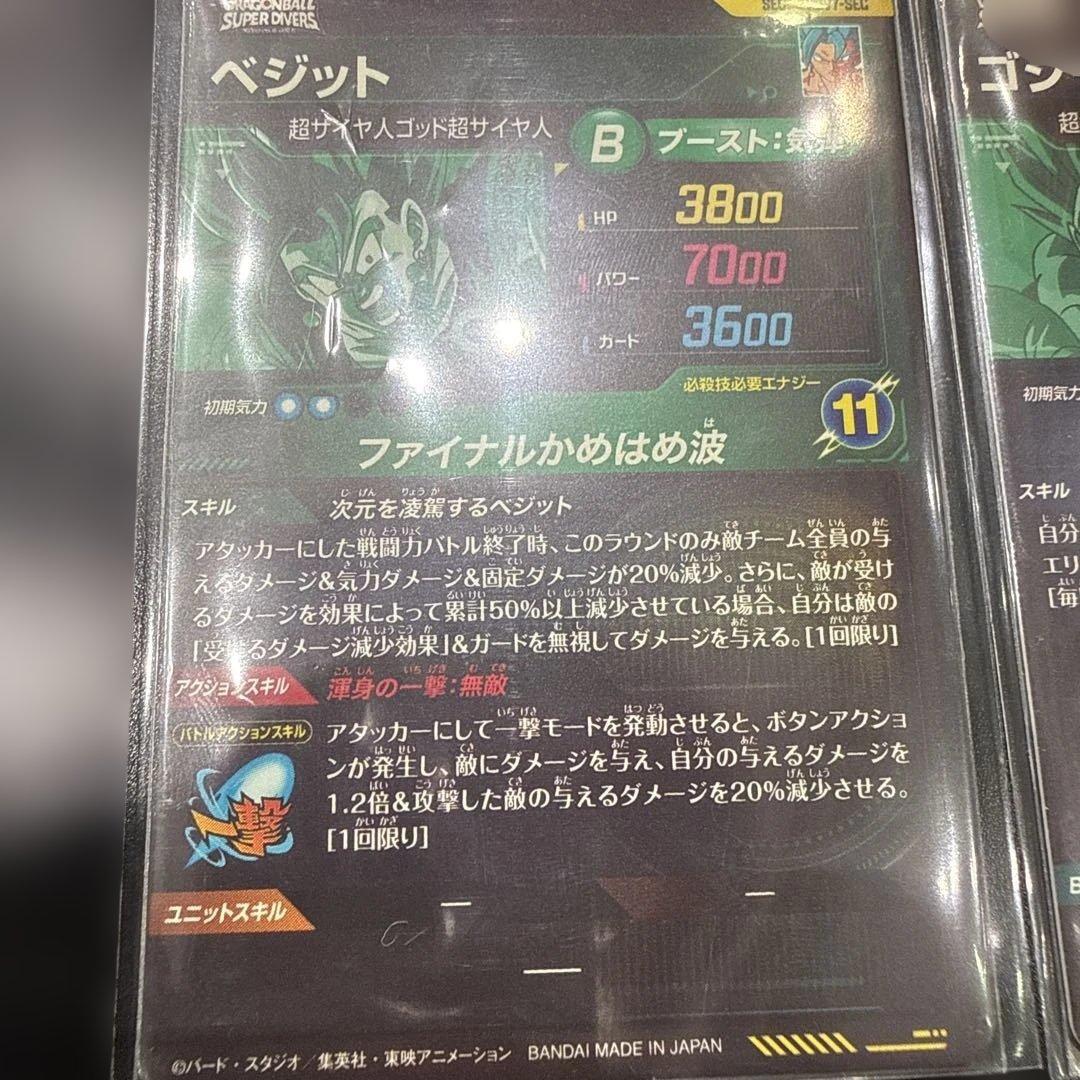 DRAGONBALL
SUPER DIVERS
ベジット
超サイヤ人ゴッド超サイヤ人
B ブースト:気弾
HP 3800
パワー 7000
ガード 3600
初期気力
必殺技必要エナジー
11
ファイナルかめはめ波
スキル 次元を凌駕するベジット
アタッカーにした戦闘力バトル終了時、このラウンドのみ敵チーム全員の与
えるダメージ&気力ダメージ&固定ダメージが20%減少。さらに、敵が受け
るダメージを効果によって累計50%以上減少させている場合、自分は敵の
「受けるダメージ減少効果」&ガードを無視してダメージを与える。[1回限り]
アクションスキル 渾身の一撃:無敵
バトルアクションスキル
アタッカーにして一撃モードを発動させると、ボタンアクショ
ンが発生し、敵にダメージを与え、自分の与えるダメージを
1.2倍&攻撃した敵の与えるダメージを20%減少させる。
[1回限り]
一撃
ユニットスキル
©バード・スタジオ/集英社・東映アニメーション BANDAI MADE IN JAPAN
初期気力
スキル
自分
エリ
[毎